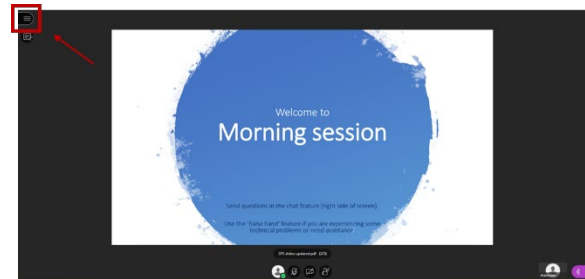 Welcome to
Morning session
Send questions in the chat feature (right side of screen).
Use the 'Raise hand' feature if you are experiencing some
technical problems or need assistance